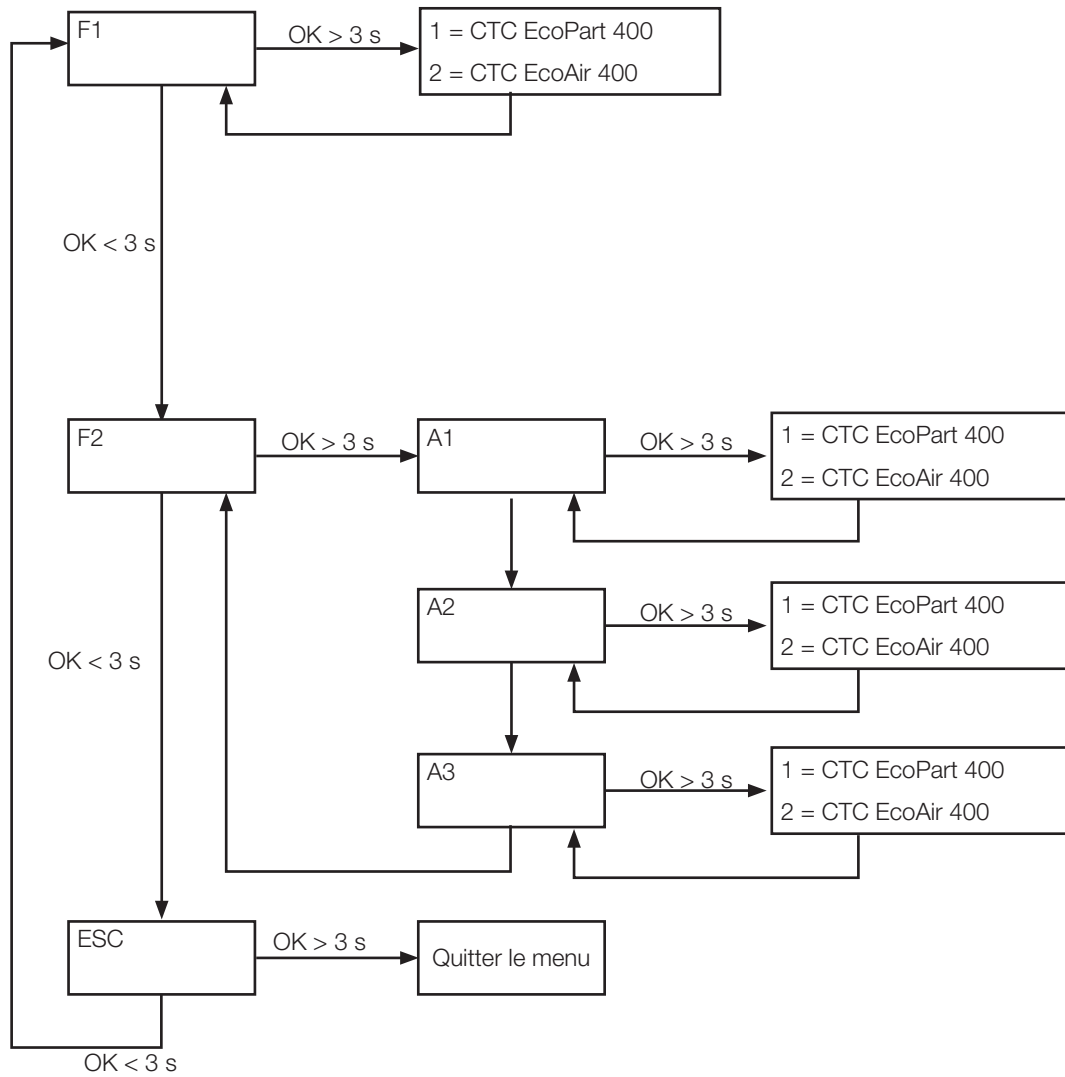 F1
OK > 3 s
1 = CTC EcoPart 400
2 = CTC EcoAir 400
OK < 3 s
F2
OK > 3 s
A1
OK > 3 s
1 = CTC EcoPart 400
2 = CTC EcoAir 400
A2
OK > 3 s
1 = CTC EcoPart 400
2 = CTC EcoAir 400
OK < 3 s
A3
OK > 3 s
1 = CTC EcoPart 400
2 = CTC EcoAir 400
ESC
OK > 3 s
Quitter le menu
OK < 3 s